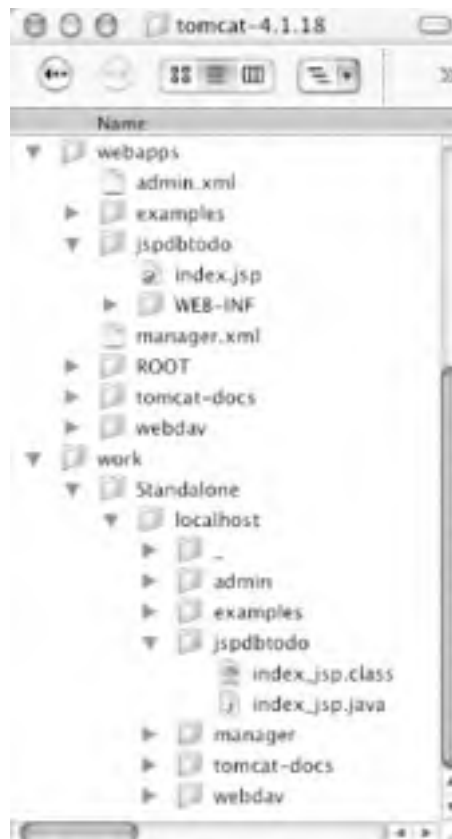 tomcat-4.1.18
Name
webapps
admin.xml
examples
jspdbtodo
index.jsp
WEB-INF
manager.xml
ROOT
tomcat-docs
webdav
work
Standalone
localhost
_
admin
examples
jspdbtodo
index_jsp.class
index_jsp.java
manager
tomcat-docs
webdav